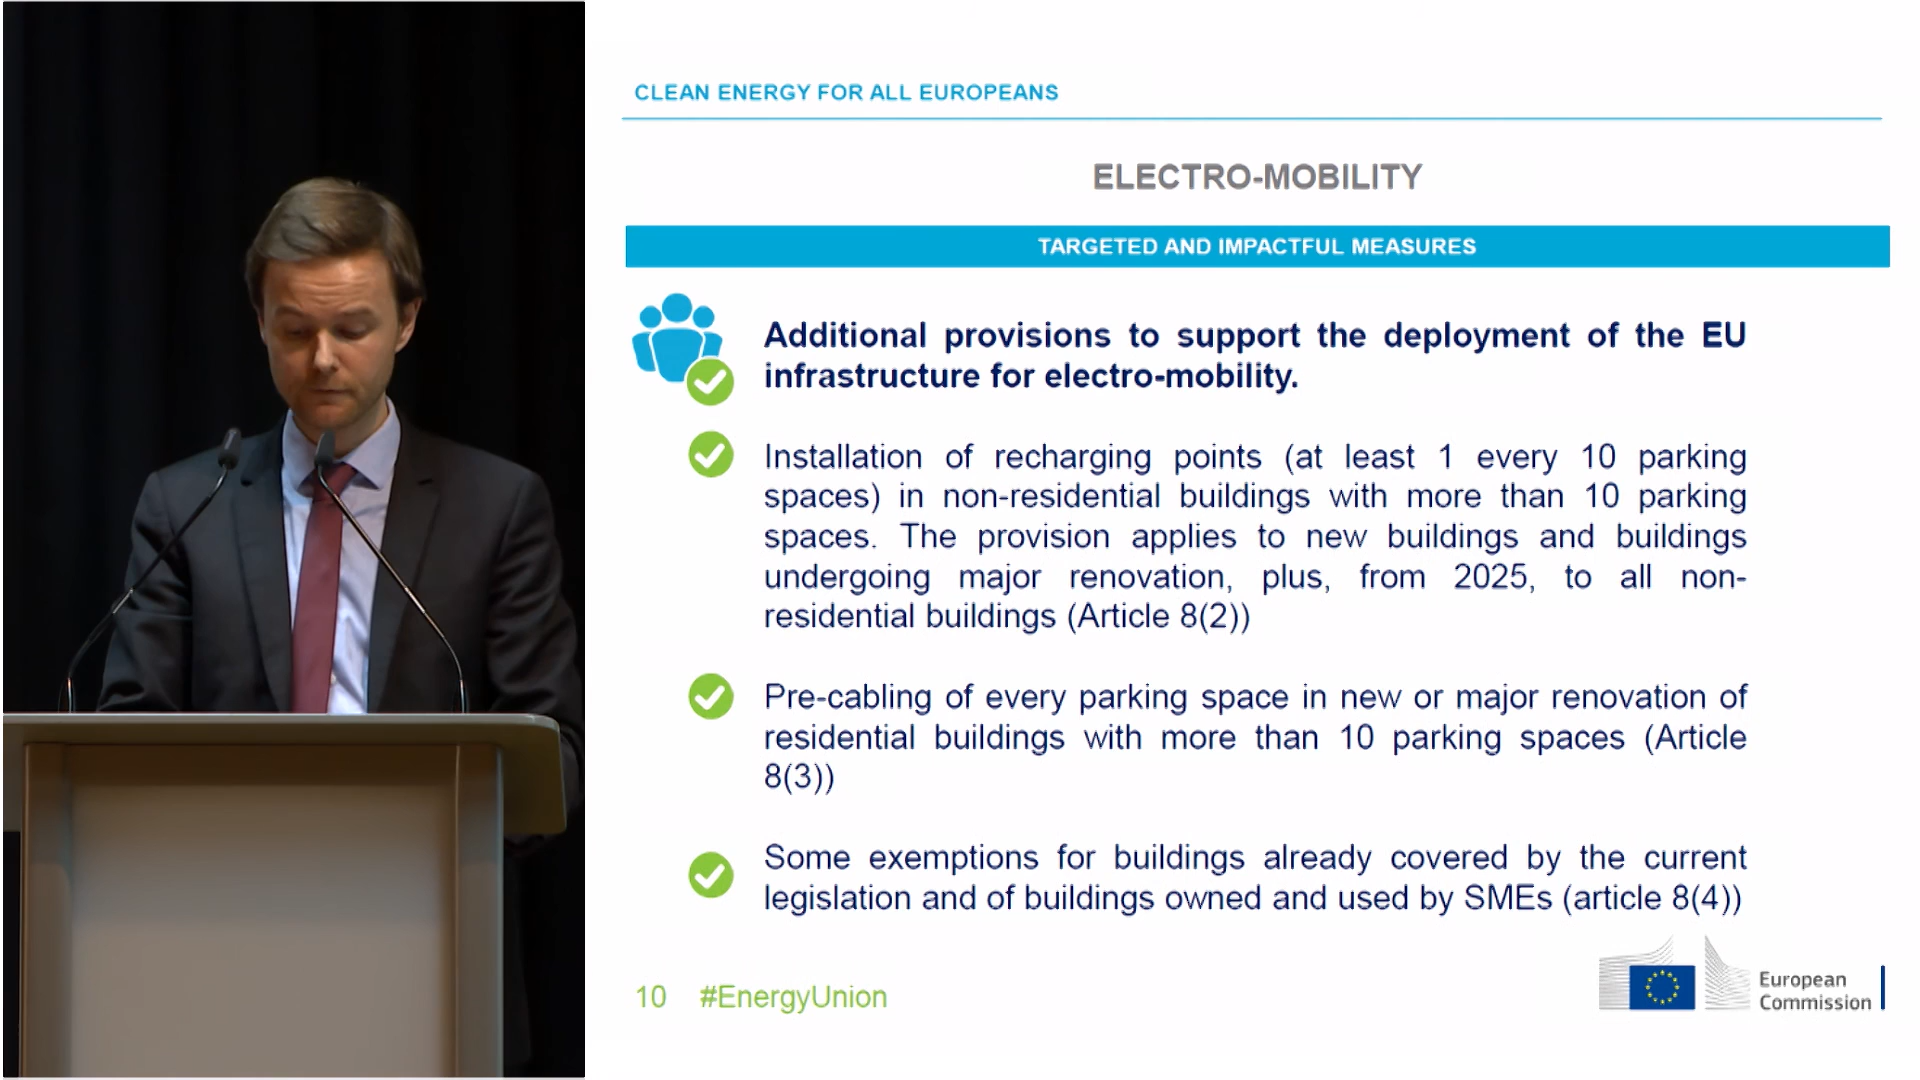 CLEAN ENERGY FOR ALL EUROPEANS
ELECTRO-MOBILITY
TARGETED AND IMPACTFUL MEASURES
Additional provisions to support the deployment of the EU
infrastructure for electro-mobility.
Installation of recharging points (at least 1 every 10 parking
spaces) in non-residential buildings with more than 10 parking
spaces. The provision applies to new buildings and buildings
undergoing major renovation, plus, from 2025, to all non-
residential buildings (Article 8(2))
Pre-cabling of every parking space in new or major renovation of
residential buildings with more than 10 parking spaces (Article
8(3))
Some exemptions for buildings already covered by the current
legislation and of buildings owned and used by SMEs (article 8(4))
10 #EnergyUnion
European
Commission